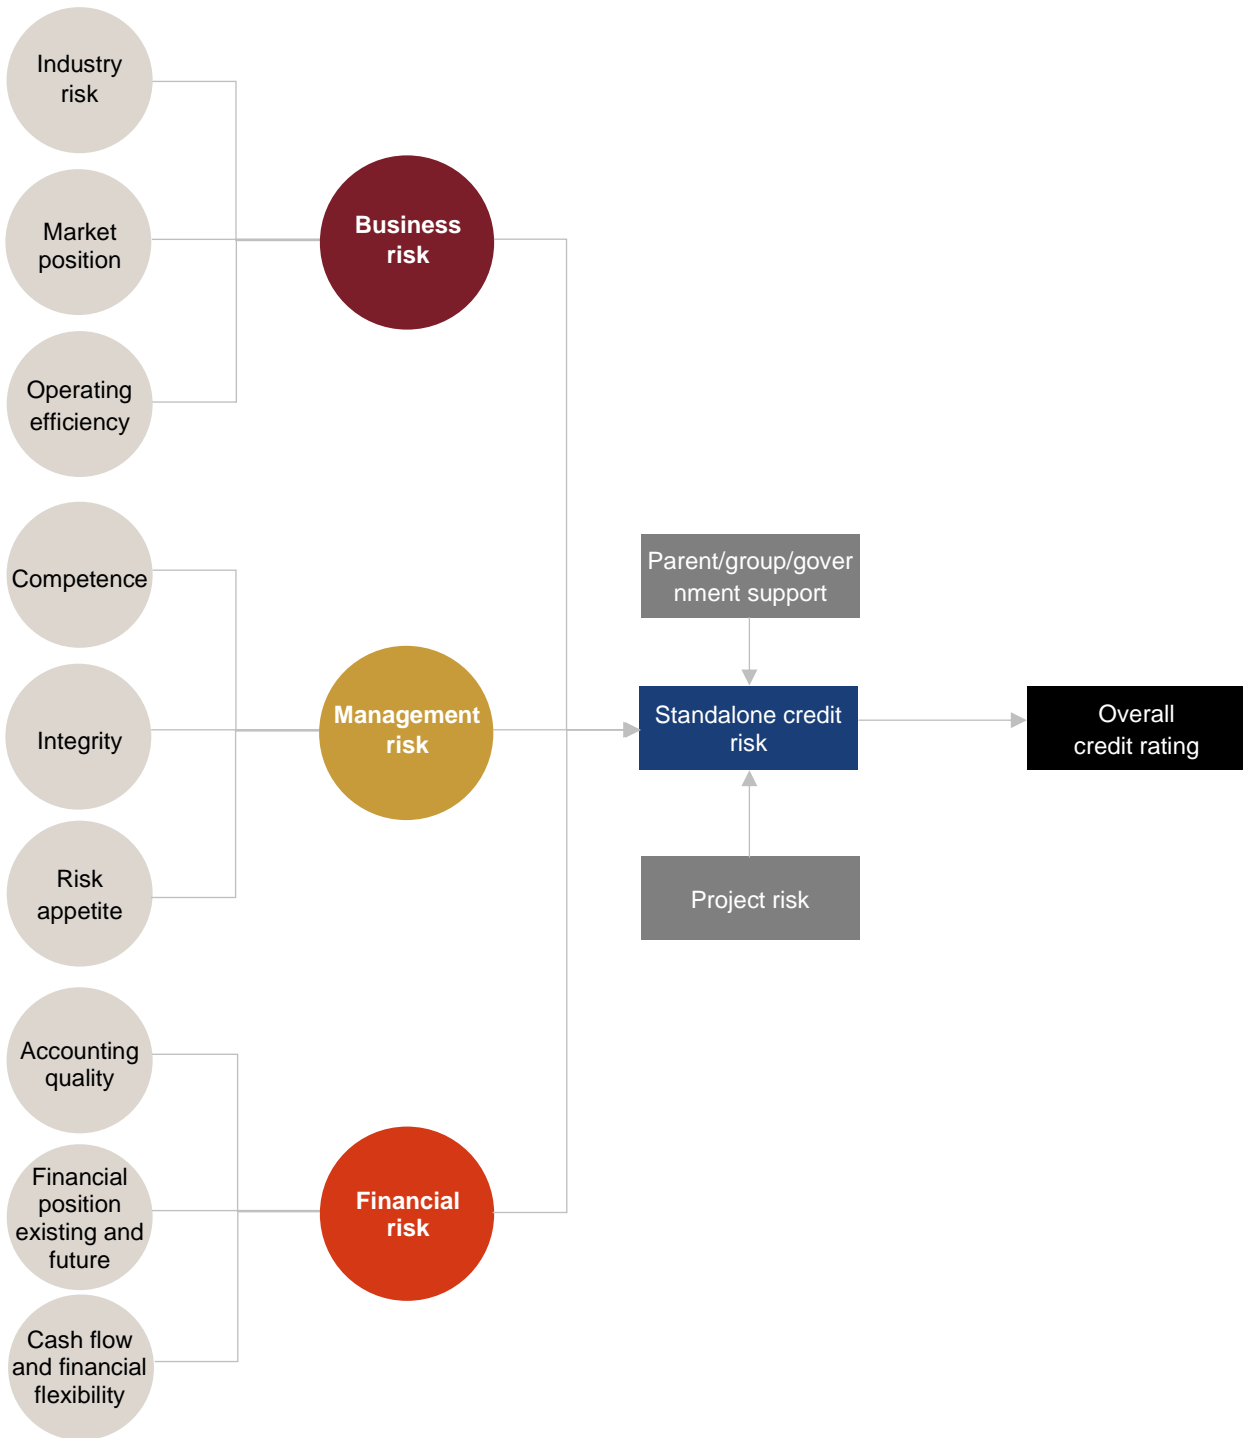 Industry
risk
Market
position
Operating
efficiency
Business
risk
Competence
Integrity
Risk
appetite
Management
risk
Accounting
quality
Financial
position
existing and
future
Cash flow
and financial
flexibility
Financial
risk
Parent/group/gover
nment support
Standalone credit
risk
Project risk
Overall
credit rating